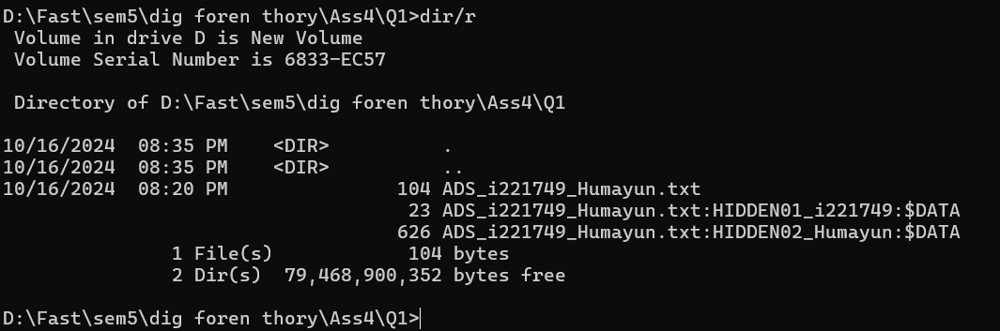 D:\Fast\sem5\dig foren thory\Ass4\Q1>dir/r
Volume in drive D is New Volume
Volume Serial Number is 6833-EC57
Directory of D:\Fast\sem5\dig foren thory\Ass4\Q1
10/16/2024  08:35 PM    <DIR>          .
10/16/2024  08:35 PM    <DIR>          ..
10/16/2024  08:20 PM               104 ADS_i221749_Humayun.txt
23 ADS_i221749_Humayun.txt:HIDDEN01_i221749:$DATA
626 ADS_i221749_Humayun.txt:HIDDEN02_Humayun:$DATA
1 File(s)            104 bytes
2 Dir(s)  79,468,900,352 bytes free
D:\Fast\sem5\dig foren thory\Ass4\Q1>